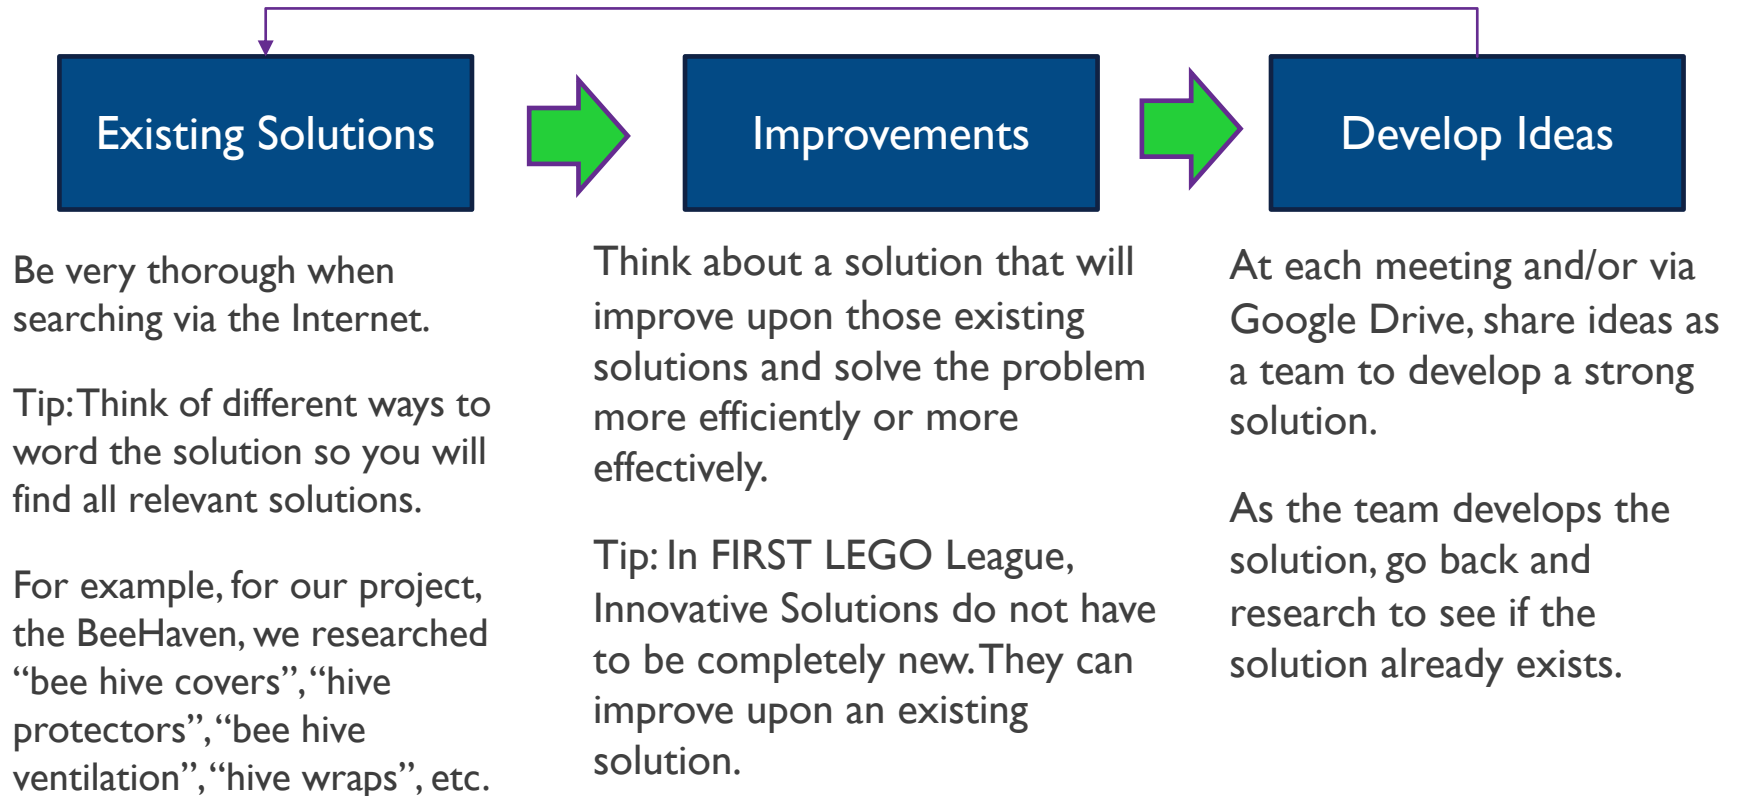 Existing Solutions
Improvements
Develop Ideas
Be very thorough when
searching via the Internet.
Tip: Think of different ways to
word the solution so you will
find all relevant solutions.
For example, for our project,
the BeeHaven, we researched
“bee hive covers”, “hive
protectors”, “bee hive
ventilation”, “hive wraps”, etc.
Think about a solution that will
improve upon those existing
solutions and solve the problem
more efficiently or more
effectively.
Tip: In FIRST LEGO League,
Innovative Solutions do not have
to be completely new. They can
improve upon an existing
solution.
At each meeting and/or via
Google Drive, share ideas as
a team to develop a strong
solution.
As the team develops the
solution, go back and
research to see if the
solution already exists.